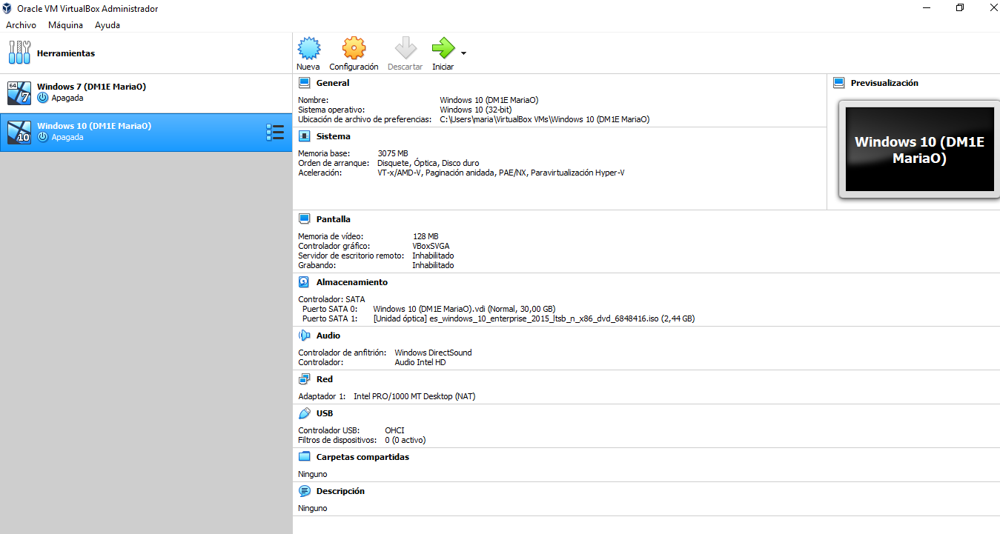 Oracle VM VirtualBox Administrador
Archivo Máquina Ayuda
Herramientas
64
7
Windows 7 (DM1E MariaO)
Apagada
10
Windows 10 (DM1E MariaO)
Apagada
Nueva Configuración Descartar Iniciar
General
Nombre: Windows 10 (DM1E MariaO)
Sistema operativo: Windows 10 (32-bit)
Ubicación de archivo de preferencias: C:\Users\maria\VirtualBox VMs\Windows 10 (DM1E MariaO)
Previsualización
Windows 10 (DM1E
MariaO)
Sistema
Memoria base: 3075 MB
Orden de arranque: Disquete, Óptica, Disco duro
Aceleración: VT-x/AMD-V, Paginación anidada, PAE/NX, Paravirtualización Hyper-V
Pantalla
Memoria de vídeo: 128 MB
Controlador gráfico: VBoxSVGA
Servidor de escritorio remoto: Inhabilitado
Grabando: Inhabilitado
Almacenamiento
Controlador: SATA
Puerto SATA 0: Windows 10 (DM1E MariaO).vdi (Normal, 30,00 GB)
Puerto SATA 1: [Unidad óptica] es_windows_10_enterprise_2015_ltsb_n_x86_dvd_6848416.iso (2,44 GB)
Audio
Controlador de anfitrión: Windows DirectSound
Controlador: Audio Intel HD
Red
Adaptador 1: Intel PRO/1000 MT Desktop (NAT)
USB
Controlador USB: OHCI
Filtros de dispositivos: 0 (0 activo)
Carpetas compartidas
Ninguno
Descripción
Ninguno